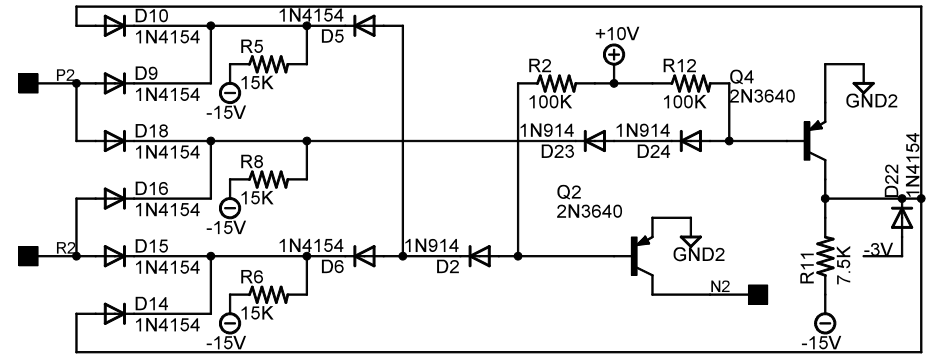 D10
1N4154
1N4154
D5
+10V
P2
D9
1N4154
R5
15K
-15V
R2
100K
R12
100K
Q4
2N3640
GND2
D18
1N4154
1N914
D23
1N914
D24
D22
1N4154
R8
15K
-15V
D16
1N4154
Q2
2N3640
R2
D15
1N4154
1N4154
D6
1N914
D2
GND2
-3V
R11
7.5K
R6
15K
-15V
N2
D14
1N4154
-15V